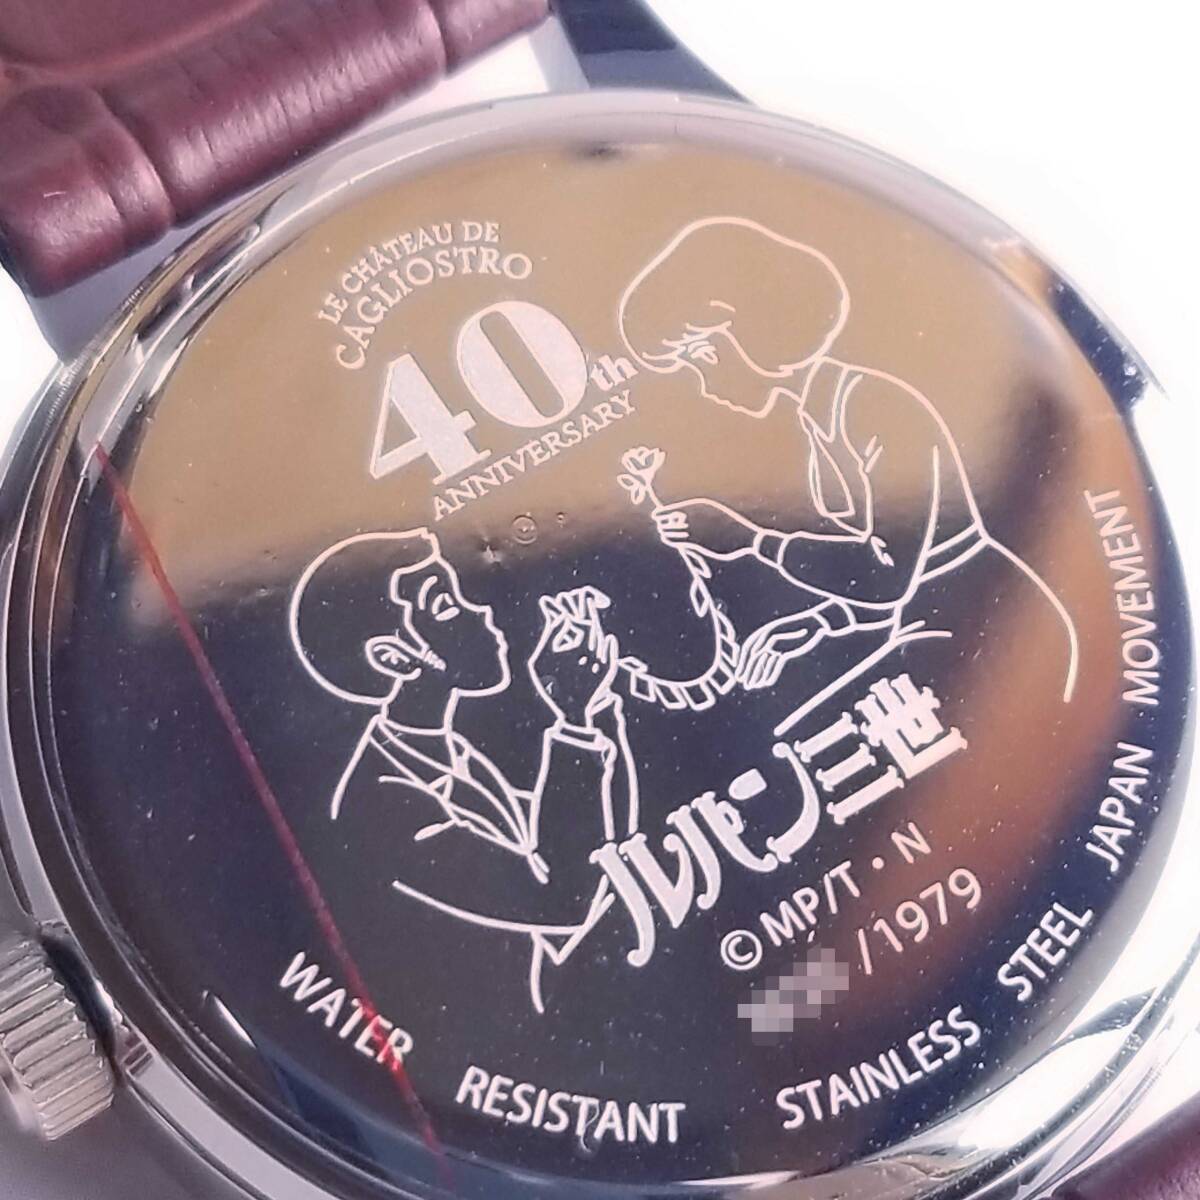 LE CHÂTEAU DE
CAGLIOSTRO
40th
ANNIVERSARY
ルパン三世
©MP/T・N
/1979
WATER RESISTANT STAINLESS STEEL JAPAN MOVEMENT